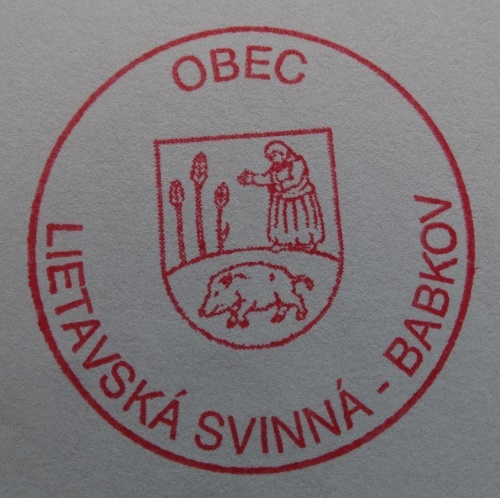 OBEC
LIETAVSKÁ SVINNÁ - BABKOV